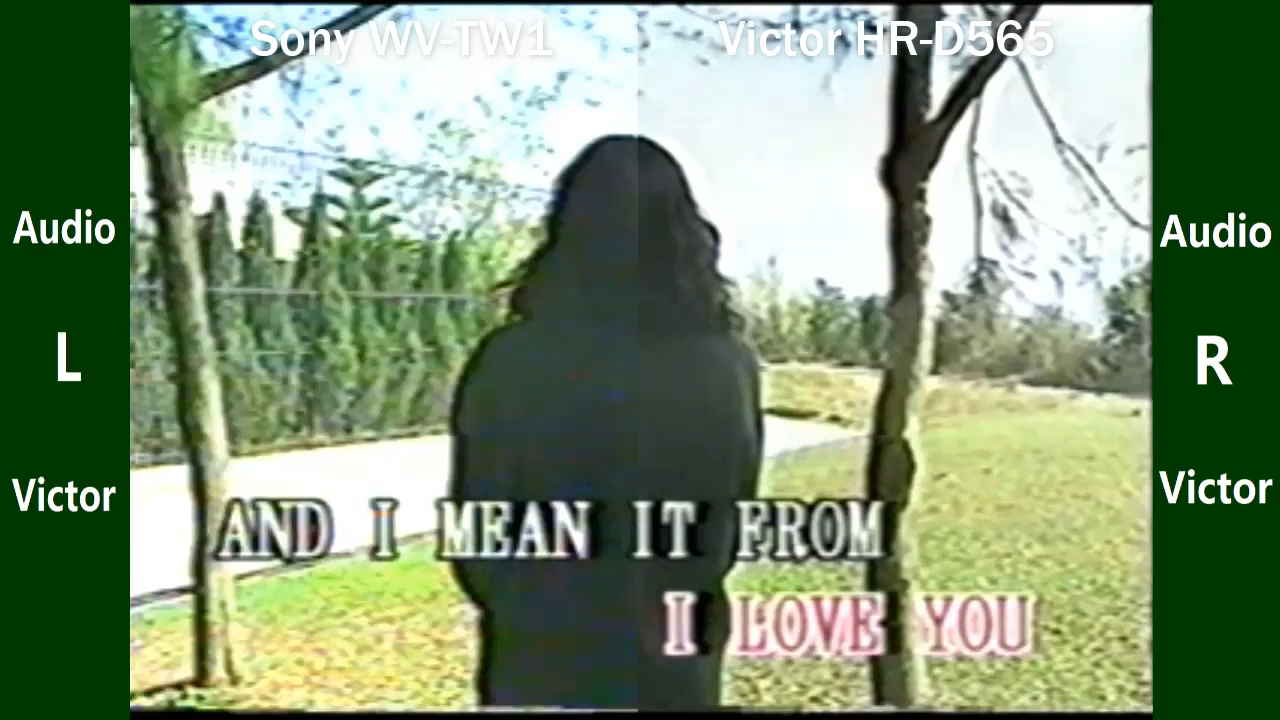 Sony WV-TW1 Victor HR-D565
Audio Audio
L R
Victor Victor
AND I MEAN IT FROM
I LOVE YOU